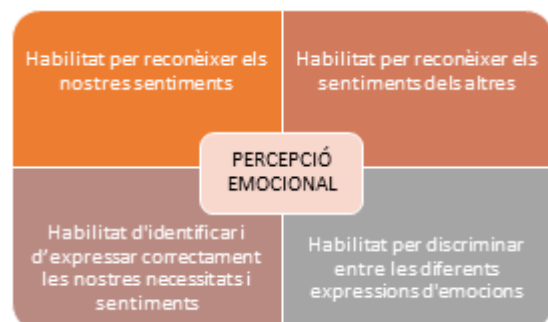 Habilitat per reconèixer els
nostres sentiments
Habilitat per reconèixer els
sentiments dels altres
PERCEPCIÓ
EMOCIONAL
Habilitat d'identificar i
d’expressar correctament
les nostres necessitats i
sentiments
Habilitat per discriminar
entre les diferents
expressions d'emocions